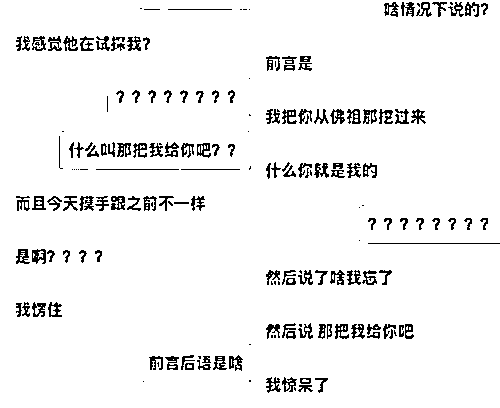 我感觉他在试探我?
????????
什么叫那把我给你吧??
而且今天摸手跟之前不一样
是啊????
我愣住
前言后语是啥
啥情况下说的?
前言是
我把你从佛祖那挖过来
什么你就是我的
????????
然后说了啥我忘了
然后说 那把我给你吧
我惊呆了